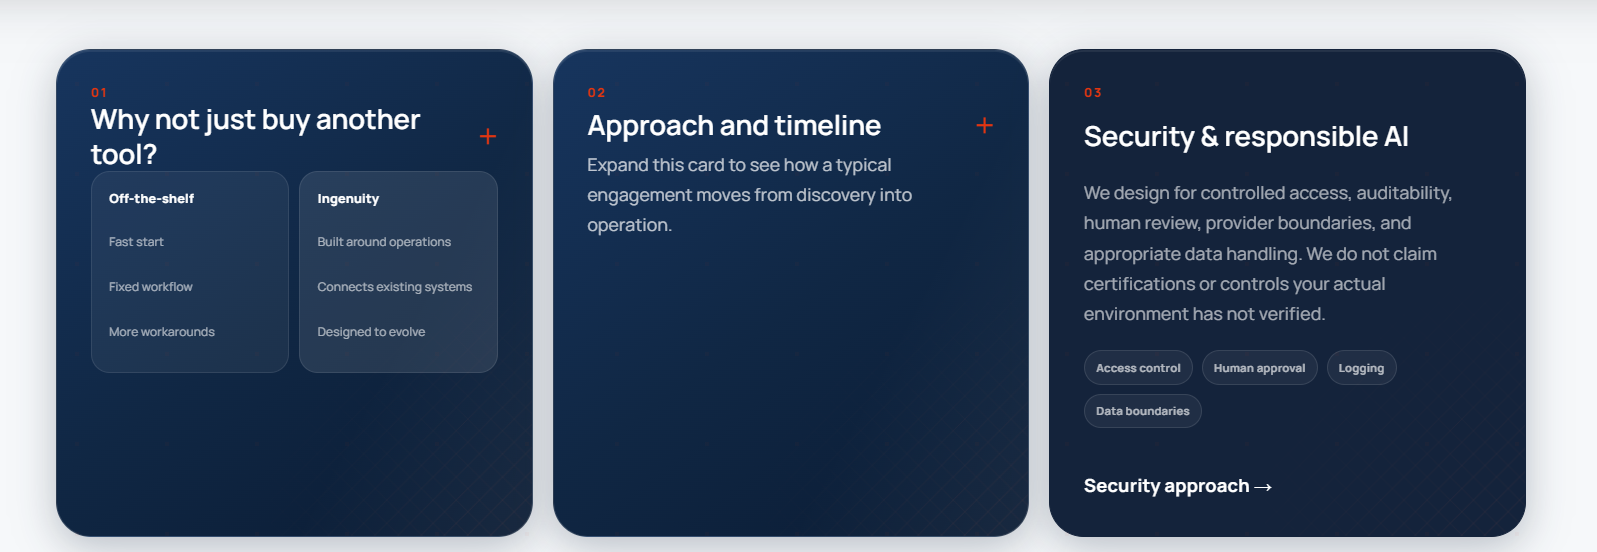 01
Why not just buy another
tool?
+
Off-the-shelf
Fast start
Fixed workflow
More workarounds
Ingenuity
Built around operations
Connects existing systems
Designed to evolve
02
Approach and timeline
+
Expand this card to see how a typical
engagement moves from discovery into
operation.
03
Security & responsible AI
We design for controlled access, auditability,
human review, provider boundaries, and
appropriate data handling. We do not claim
certifications or controls your actual
environment has not verified.
Access control
Human approval
Logging
Data boundaries
Security approach →